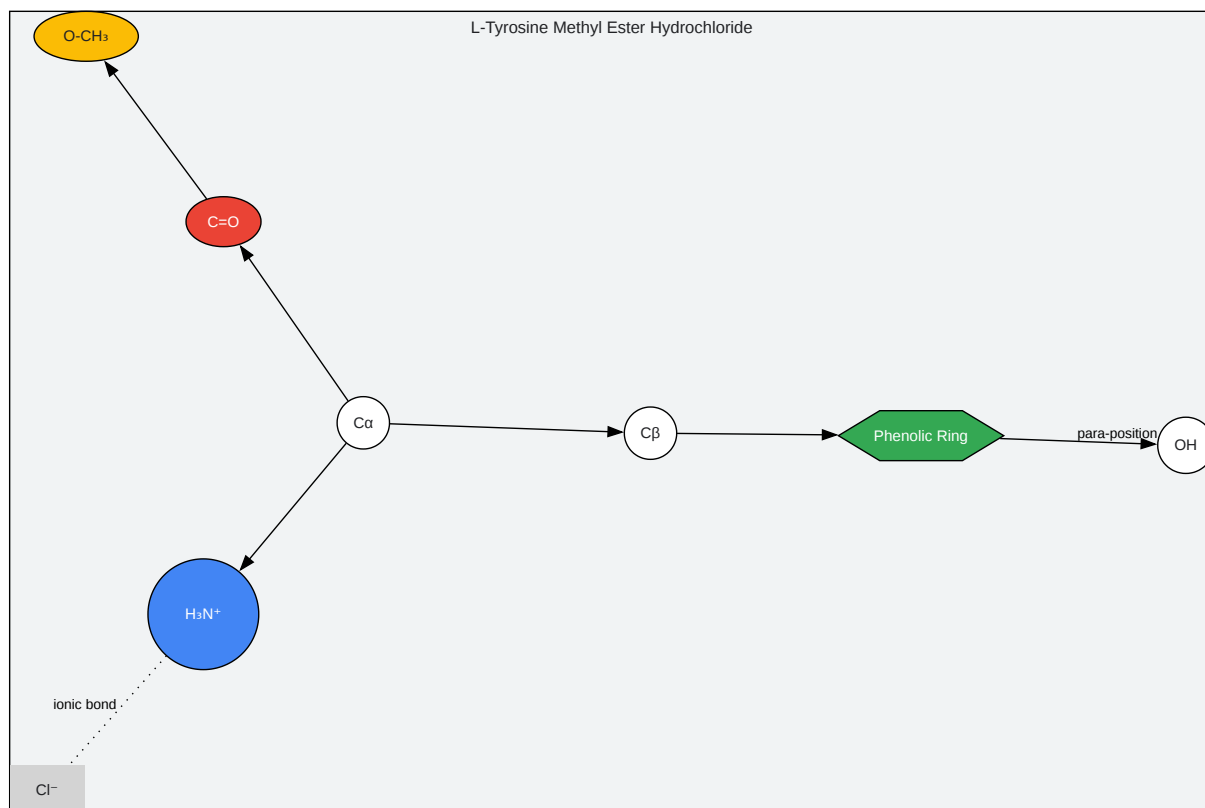 L-Tyrosine Methyl Ester Hydrochloride
O-CH₃
C=O
Cα
Cβ
Phenolic Ring
para-position
OH
H₃N⁺
ionic bond
Cl⁻